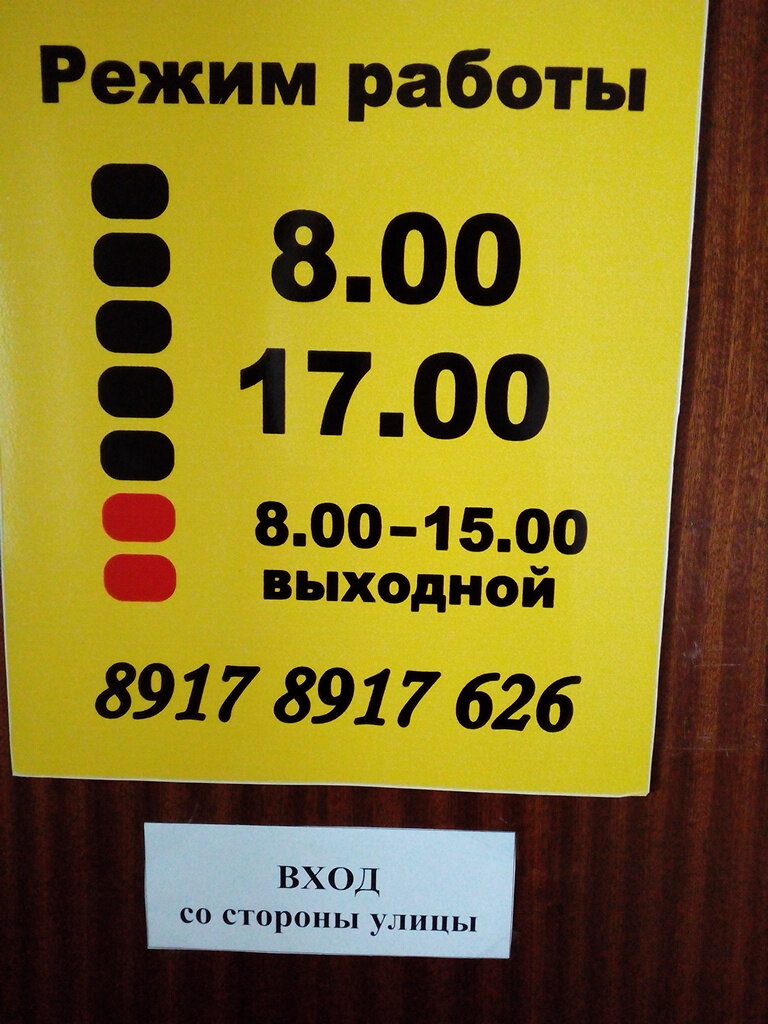 Режим работы
8.00
17.00
8.00-15.00
выходной
8917 8917 626
ВХОД
со стороны улицы